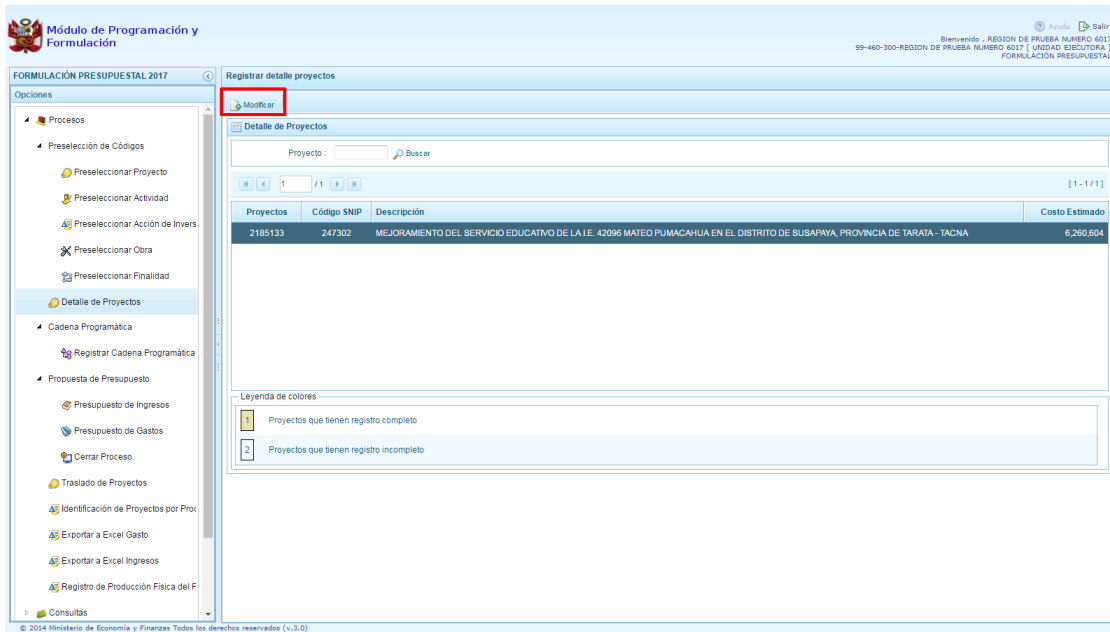 Módulo de Programación y
Formulación
Ayuda Salir
Bienvenido , REGION DE PRUEBA NUMERO 6017
99-460-300-REGION DE PRUEBA NUMERO 6017 [ UNIDAD EJECUTORA ]
FORMULACIÓN PRESUPUESTAL
FORMULACIÓN PRESUPUESTAL 2017
Opciones
Procesos
Preselección de Códigos
Preseleccionar Proyecto
Preseleccionar Actividad
Preseleccionar Acción de Invers
Preseleccionar Obra
Preseleccionar Finalidad
Detalle de Proyectos
Cadena Programática
Registrar Cadena Programática
Propuesta de Presupuesto
Presupuesto de Ingresos
Presupuesto de Gastos
Cerrar Proceso
Traslado de Proyectos
Identificación de Proyectos por Proc
Exportar a Excel Gasto
Exportar a Excel Ingresos
Registro de Producción Física del F
Consultas
Registrar detalle proyectos
Modificar
Detalle de Proyectos
Proyecto : Buscar
1 / 1 [ 1 - 1 / 1 ]
Proyectos Código SNIP Descripción Costo Estimado
2185133 247302 MEJORAMIENTO DEL SERVICIO EDUCATIVO DE LA I.E. 42096 MATEO PUMACAHUA EN EL DISTRITO DE SUSAPAYA, PROVINCIA DE TARATA - TACNA 6,260,604
Leyenda de colores
1 Proyectos que tienen registro completo
2 Proyectos que tienen registro incompleto
© 2014 Ministerio de Economía y Finanzas Todos los derechos reservados (v.3.0)